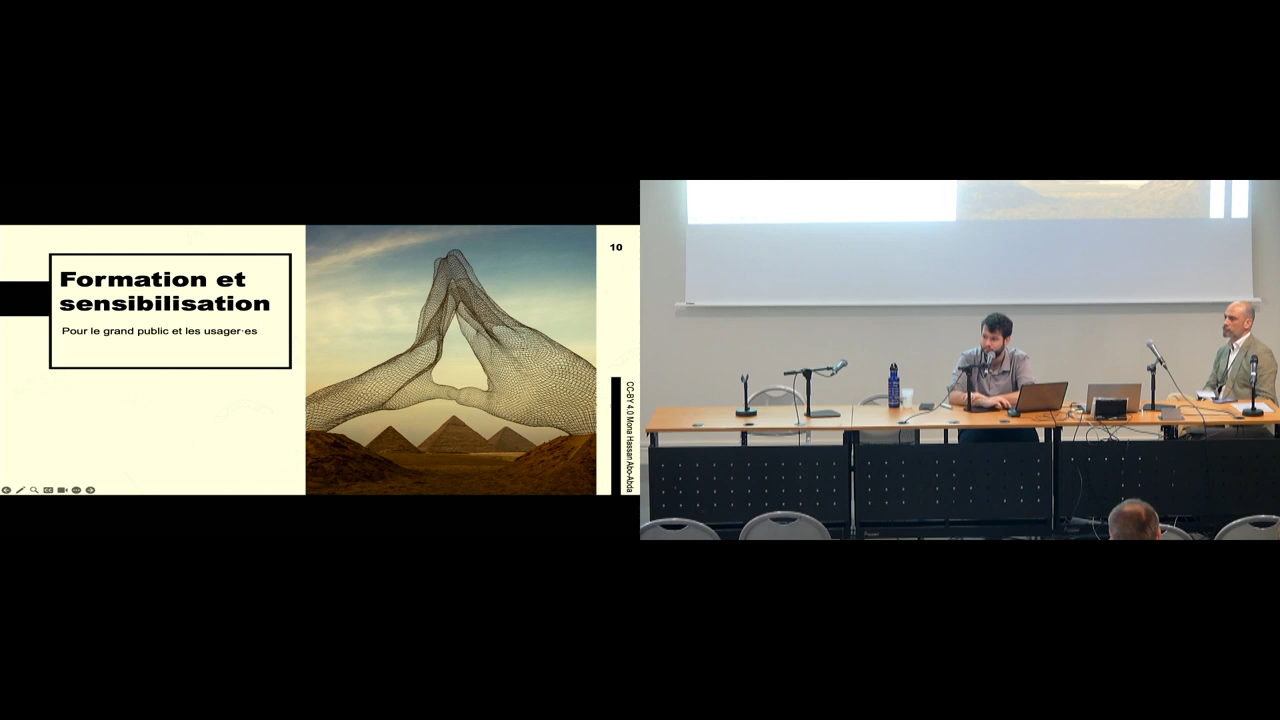 Formation et
sensibilisation
Pour le grand public et les usager·es
10
CC-BY 4.0 Mona Hassan Abo-Abda